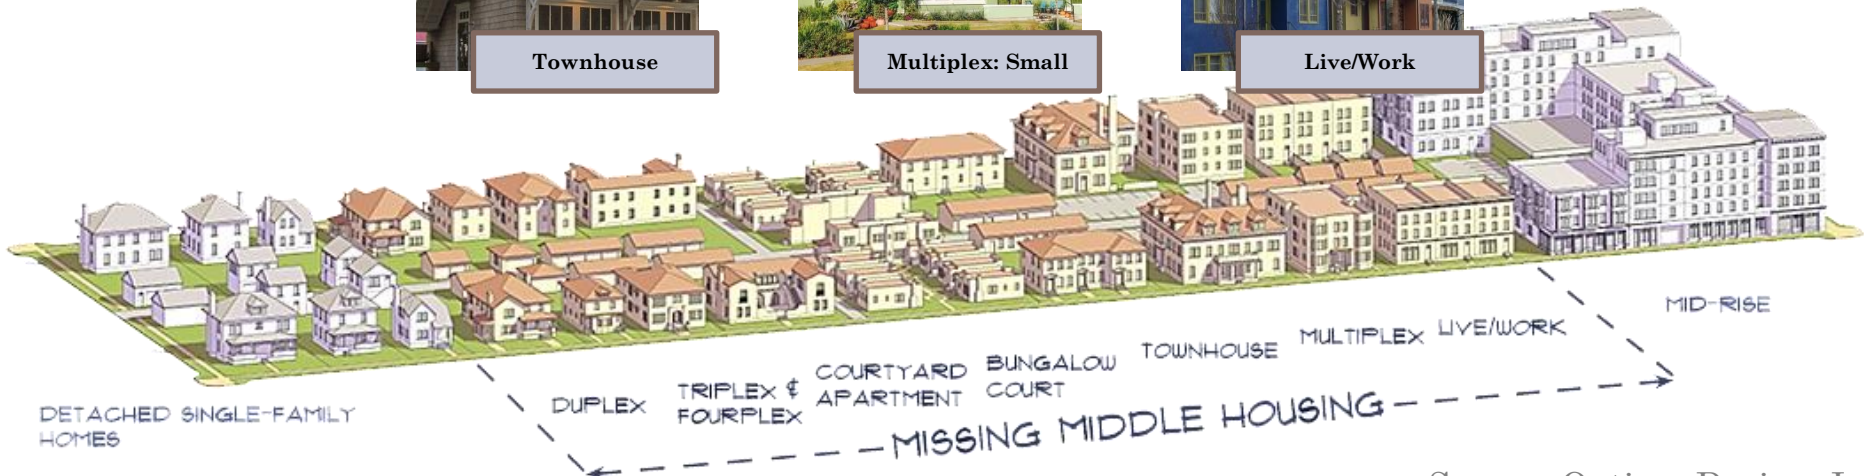 Townhouse
Multiplex: Small
Live/Work
MID-RISE
LIVE/WORK
MULTIPLEX
TOWNHOUSE
BUNGALOW
COURT
COURTYARD
APARTMENT
TRIPLEX &
FOURPLEX
DUPLEX
DETACHED SINGLE-FAMILY
HOMES
MISSING MIDDLE HOUSING